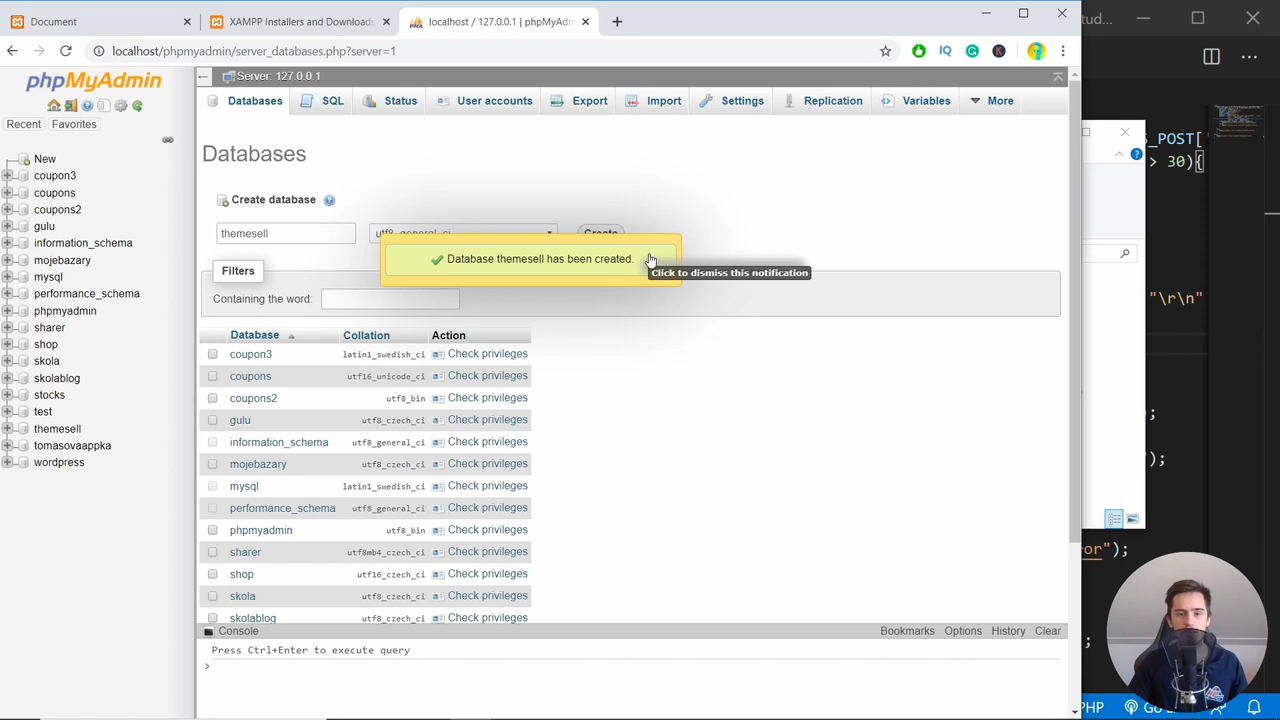 Document
XAMPP Installers and Downloads
localhost / 127.0.0.1 | phpMyAdm
localhost/phpmyadmin/server_databases.php?server=1
IQ
K
phpMyAdmin
Recent
Favorites
New
coupon3
coupons
coupons2
gulu
information_schema
mojebazary
mysql
performance_schema
phpmyadmin
sharer
shop
skola
skolablog
stocks
test
themesell
tomasovaappka
wordpress
Server: 127.0.0.1
Databases
SQL
Status
User accounts
Export
Import
Settings
Replication
Variables
More
Databases
Create database
themesell
utf8_general_ci
Create
Database themesell has been created.
Click to dismiss this notification
Filters
Containing the word:
Database
Collation
Action
coupon3 latin1_swedish_ci Check privileges
coupons utf16_unicode_ci Check privileges
coupons2 utf8_bin Check privileges
gulu utf8_czech_ci Check privileges
information_schema utf8_general_ci Check privileges
mojebazary utf8_czech_ci Check privileges
mysql latin1_swedish_ci Check privileges
performance_schema utf8_general_ci Check privileges
phpmyadmin utf8_bin Check privileges
sharer utf8mb4_czech_ci Check privileges
shop utf16_czech_ci Check privileges
skola utf8_czech_ci Check privileges
skolablog utf8_czech_ci Check privileges
Console
Bookmarks
Options
History
Clear
Press Ctrl+Enter to execute query
>
tud...
S_POST['
> 30){
"\r\n"
);
");
or");
;
PHP